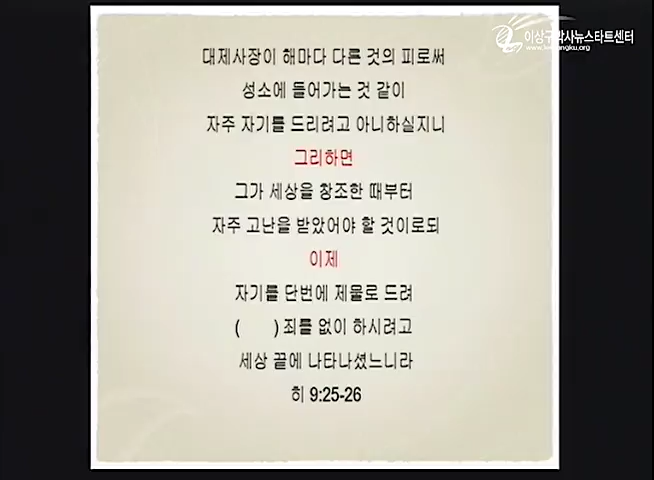 이상구박사뉴스타트센터
www.leesangku.org
대제사장이 해마다 다른 것의 피로써
성소에 들어가는 것 같이
자주 자기를 드리려고 아니하실지니
그리하면
그가 세상을 창조한 때부터
자주 고난을 받았어야 할 것이로되
이제
자기를 단번에 제물로 드려
(        ) 죄를 없이 하시려고
세상 끝에 나타나셨느니라
히 9:25-26